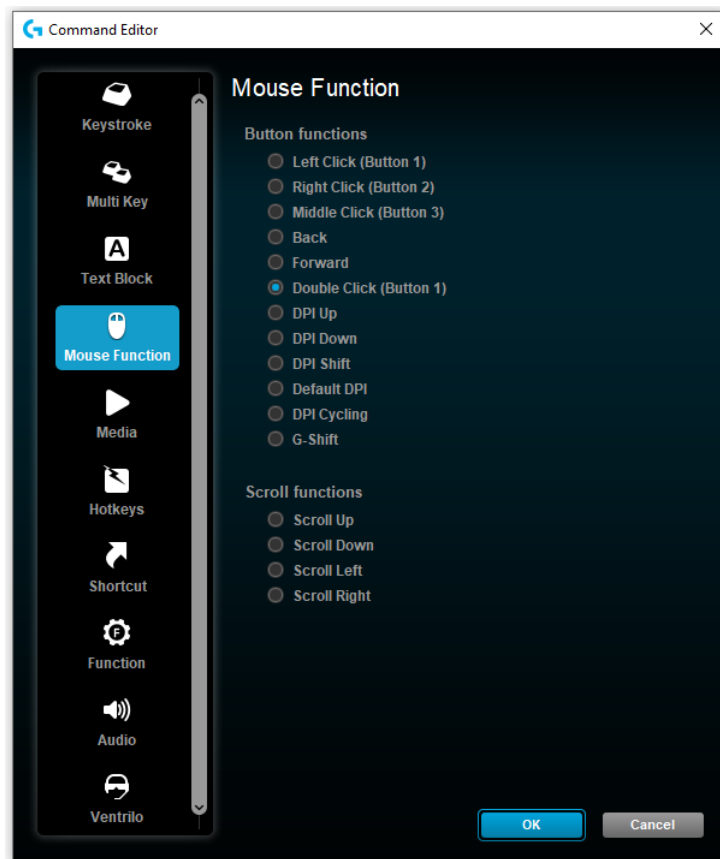 Command Editor
Keystroke
Multi Key
A
Text Block
Mouse Function
Media
Hotkeys
Shortcut
F
Function
Audio
Ventrilo
Mouse Function
Button functions
Left Click (Button 1)
Right Click (Button 2)
Middle Click (Button 3)
Back
Forward
Double Click (Button 1)
DPI Up
DPI Down
DPI Shift
Default DPI
DPI Cycling
G-Shift
Scroll functions
Scroll Up
Scroll Down
Scroll Left
Scroll Right
OK Cancel